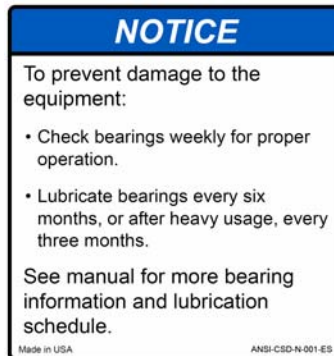 NOTICE
To prevent damage to the
equipment:
• Check bearings weekly for proper
operation.
• Lubricate bearings every six
months, or after heavy usage, every
three months.
See manual for more bearing
information and lubrication
schedule.
Made in USA ANSI-CSD-N-001-ES